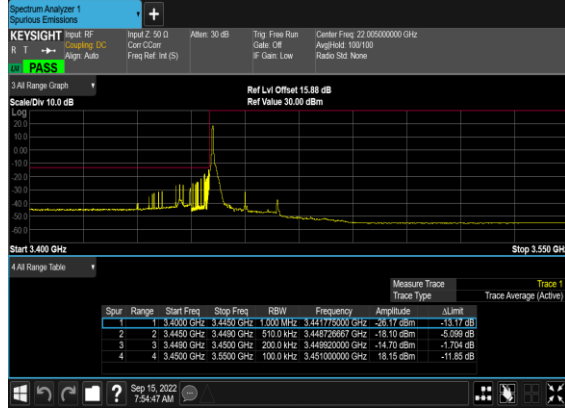 Spectrum Analyzer 1
Spurious Emissions
KEYSIGHT Input: RF Input Z: 50 Ω Atten: 30 dB Trig: Free Run Center Freq: 22.005000000 GHz
R T Coupling: DC Corr CCorr Gate: Off Avg|Hold: 100/100
Align: Auto Freq Ref: Int (S) IF Gain: Low Radio Std: None
PASS
3 All Range Graph
Ref Lvl Offset 15.88 dB
Scale/Div 10.0 dB Ref Value 30.00 dBm
Log
20.0
10.0
0.00
-10.0
-20.0
-30.0
-40.0
-50.0
-60.0
Start 3.400 GHz Stop 3.550 GH
4 All Range Table
Measure Trace Trace 1
Trace Type Trace Average (Active)
Spur Range Start Freq Stop Freq RBW Frequency Amplitude ΔLimit
1 1 3.4000 GHz 3.4450 GHz 1.000 MHz 3.441775000 GHz -26.17 dBm -13.17 dB
2 2 3.4450 GHz 3.4490 GHz 510.0 kHz 3.448726667 GHz -18.10 dBm -5.099 dB
3 3 3.4490 GHz 3.4500 GHz 200.0 kHz 3.449920000 GHz -14.70 dBm -1.704 dB
4 4 3.4500 GHz 3.5500 GHz 100.0 kHz 3.451000000 GHz 18.15 dBm -11.85 dB
? Sep 15, 2022
7:54:47 AM